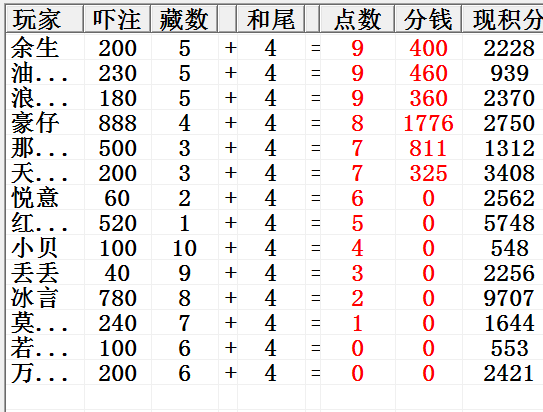 玩家 吓注 藏数 和尾 点数 分钱 现积分
余生 200 5 + 4 = 9 400 2228
油... 230 5 + 4 = 9 460 939
浪... 180 5 + 4 = 9 360 2370
豪仔 888 4 + 4 = 8 1776 2750
那... 500 3 + 4 = 7 811 1312
天... 200 3 + 4 = 7 325 3408
悦意 60 2 + 4 = 6 0 2562
红... 520 1 + 4 = 5 0 5748
小贝 100 10 + 4 = 4 0 548
丢丢 40 9 + 4 = 3 0 2256
冰言 780 8 + 4 = 2 0 9707
莫... 240 7 + 4 = 1 0 1644
若... 100 6 + 4 = 0 0 553
万... 200 6 + 4 = 0 0 2421